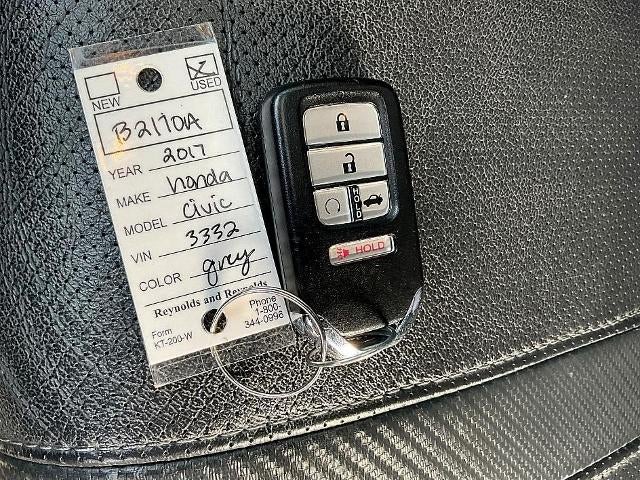 NEW
USED
B21170A
YEAR 2017
MAKE honda
MODEL civic
VIN 3332
COLOR grey
Reynolds and Reynolds
Form
KT-200-W
Phone
1-800-
344-0996
HOLD
HOLD